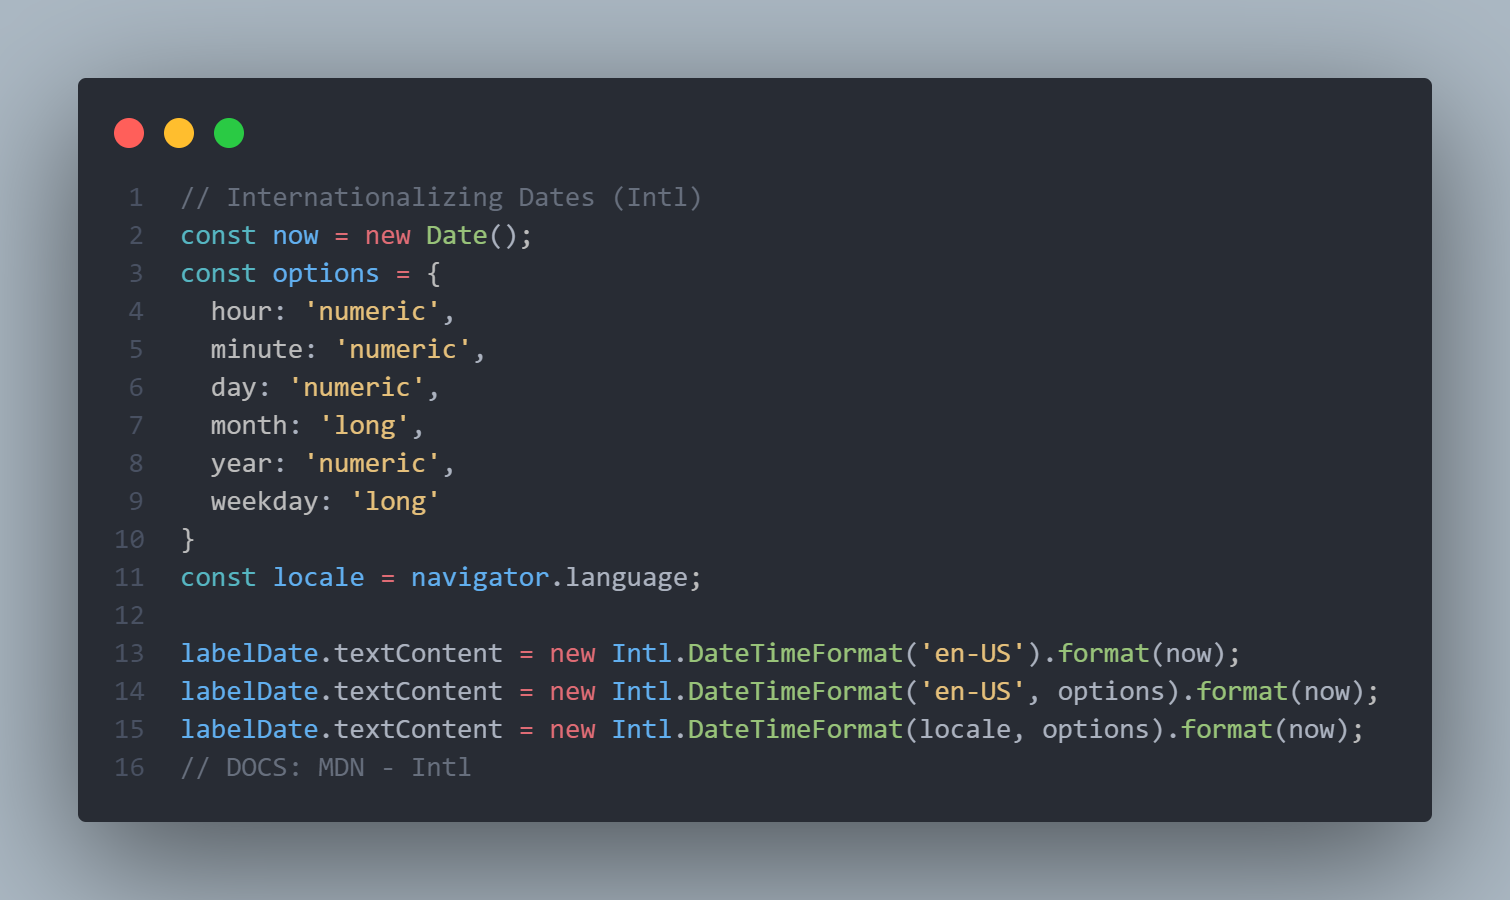 1 // Internationalizing Dates (Intl)
2 const now = new Date();
3 const options = {
4   hour: 'numeric',
5   minute: 'numeric',
6   day: 'numeric',
7   month: 'long',
8   year: 'numeric',
9   weekday: 'long'
10 }
11 const locale = navigator.language;
12
13 labelDate.textContent = new Intl.DateTimeFormat('en-US').format(now);
14 labelDate.textContent = new Intl.DateTimeFormat('en-US', options).format(now);
15 labelDate.textContent = new Intl.DateTimeFormat(locale, options).format(now);
16 // DOCS: MDN - Intl